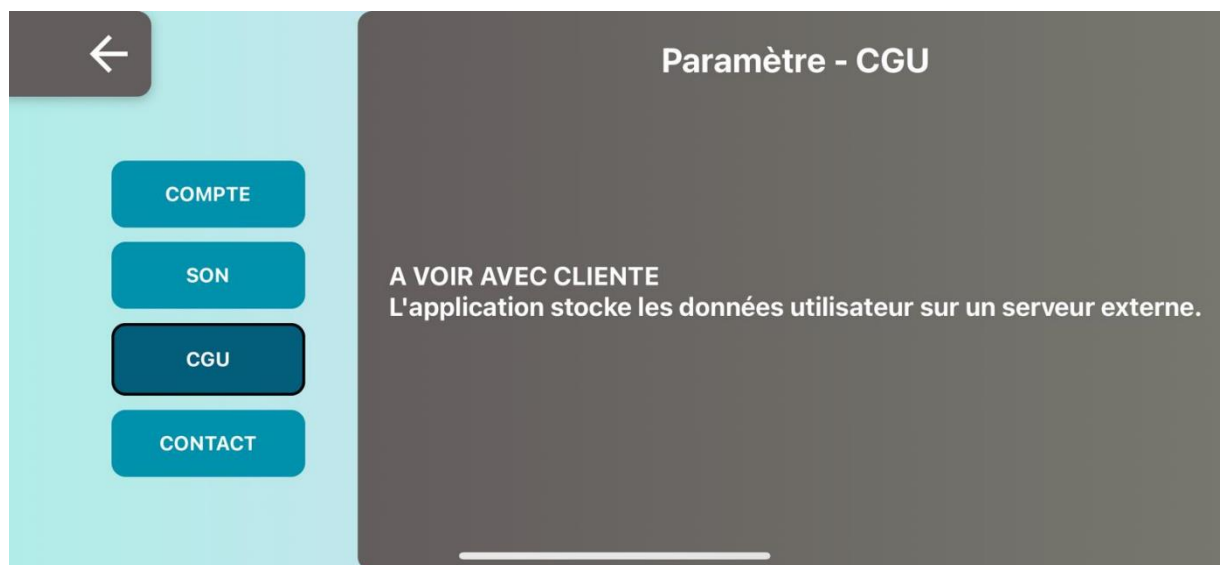 Paramètre - CGU
COMPTE
SON
CGU
CONTACT
A VOIR AVEC CLIENTE
L'application stocke les données utilisateur sur un serveur externe.